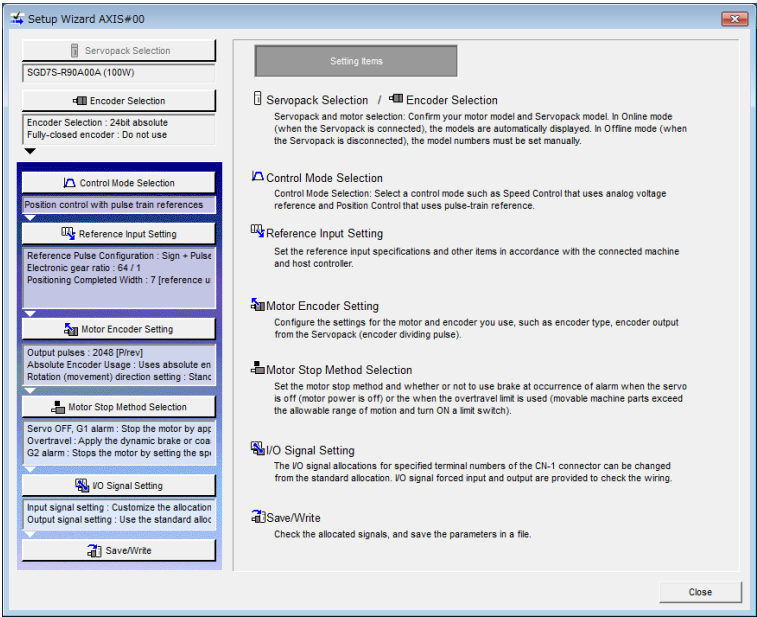 Setup Wizard AXIS#00
Servopack Selection
SGD7S-R90A00A (100W)
Encoder Selection
Encoder Selection : 24bit absolute
Fully-closed encoder : Do not use
Control Mode Selection
Position control with pulse train references
Reference Input Setting
Reference Pulse Configuration : Sign + Pulse
Electronic gear ratio : 64 / 1
Positioning Completed Width : 7 [reference u
Motor Encoder Setting
Output pulses : 2048 [P/rev]
Absolute Encoder Usage : Uses absolute en
Rotation (movement) direction setting : Stanc
Motor Stop Method Selection
Servo OFF, G1 alarm : Stop the motor by app
Overtravel : Apply the dynamic brake or coa
G2 alarm : Stops the motor by setting the spe
I/O Signal Setting
Input signal setting : Customize the allocation
Output signal setting : Use the standard alloc
Save/Write
Setting Items
Servopack Selection / Encoder Selection
Servopack and motor selection: Confirm your motor model and Servopack model. In Online mode
(when the Servopack is connected), the models are automatically displayed. In Offline mode (when
the Servopack is disconnected), the model numbers must be set manually.
Control Mode Selection
Control Mode Selection: Select a control mode such as Speed Control that uses analog voltage
reference and Position Control that uses pulse-train reference.
Reference Input Setting
Set the reference input specifications and other items in accordance with the connected machine
and host controller.
Motor Encoder Setting
Configure the settings for the motor and encoder you use, such as encoder type, encoder output
from the Servopack (encoder dividing pulse).
Motor Stop Method Selection
Set the motor stop method and whether or not to use brake at occurrence of alarm when the servo
is off (motor power is off) or the when the overtravel limit is used (movable machine parts exceed
the allowable range of motion and turn ON a limit switch).
I/O Signal Setting
The I/O signal allocations for specified terminal numbers of the CN-1 connector can be changed
from the standard allocation. I/O signal forced input and output are provided to check the wiring.
Save/Write
Check the allocated signals, and save the parameters in a file.
Close